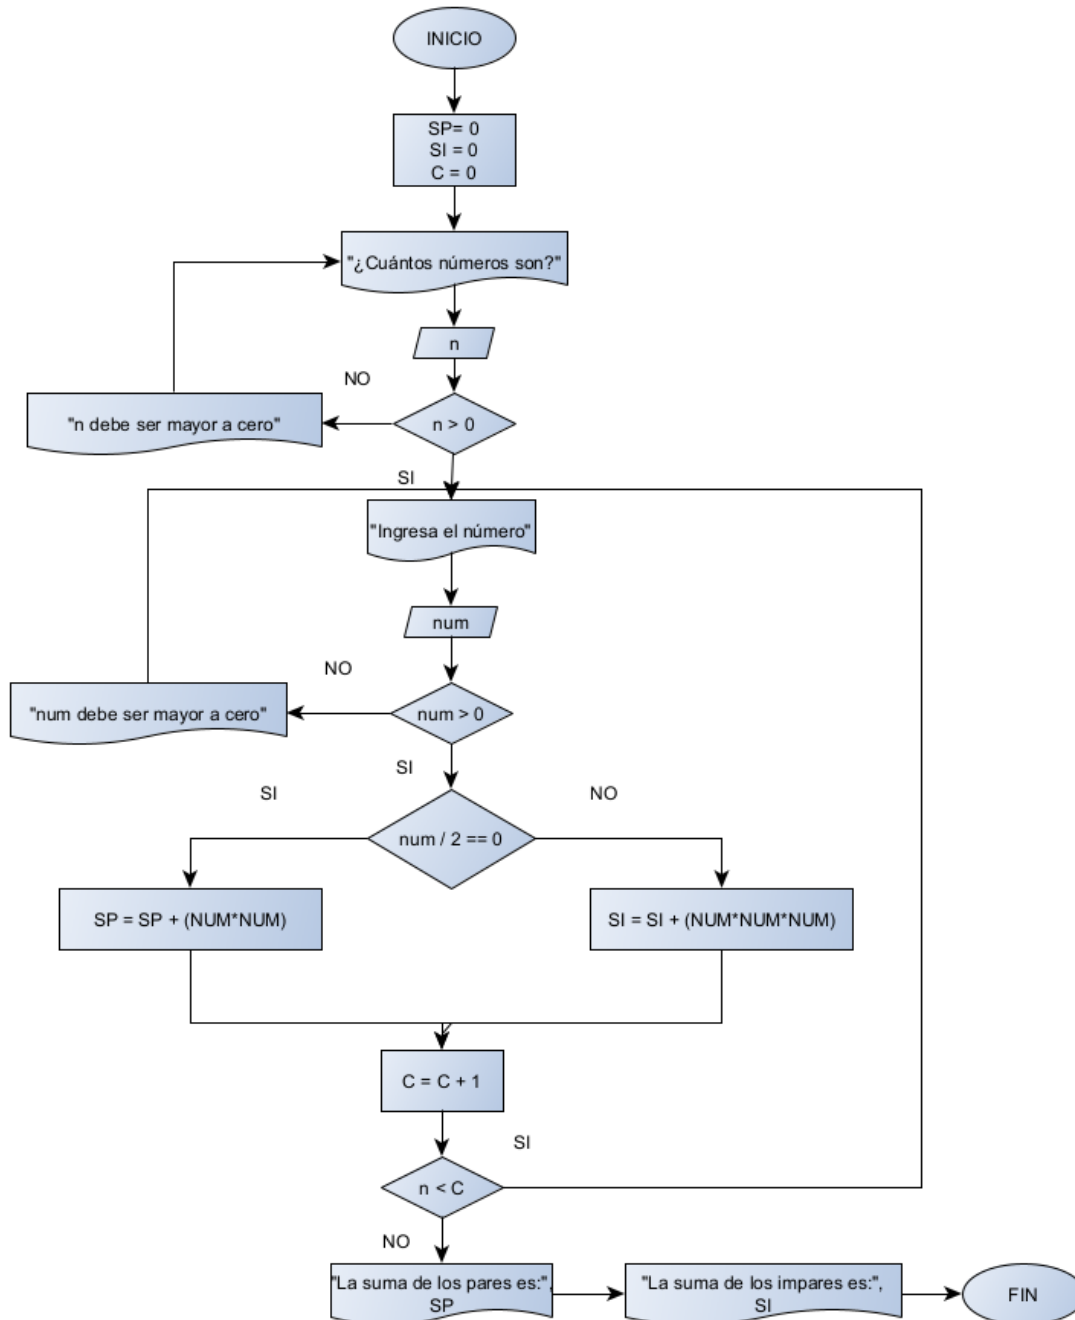 INICIO
SP= 0
SI = 0
C = 0
"¿Cuántos números son?"
n
NO
"n debe ser mayor a cero"
n > 0
SI
"Ingresa el número"
num
NO
"num debe ser mayor a cero"
num > 0
SI
SI
NO
num / 2 == 0
SP = SP + (NUM*NUM)
SI = SI + (NUM*NUM*NUM)
C = C + 1
SI
n < C
NO
"La suma de los pares es:",
SP
"La suma de los impares es:",
SI
FIN